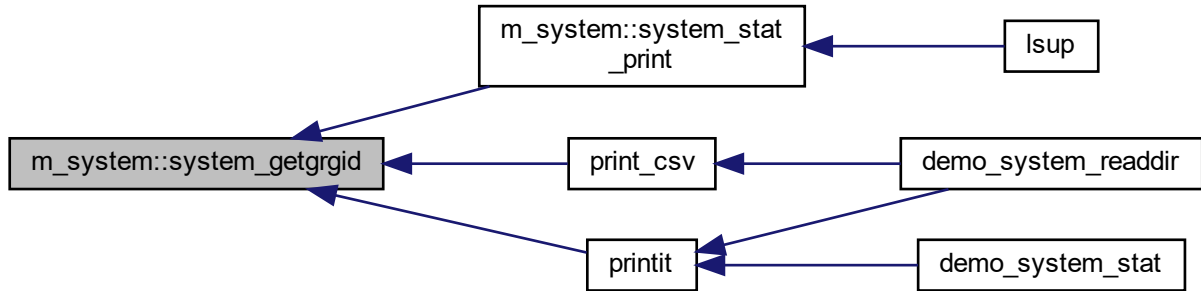 m_system::system_stat
_print
lsup
m_system::system_getgrgid
print_csv
demo_system_readdir
printit
demo_system_stat